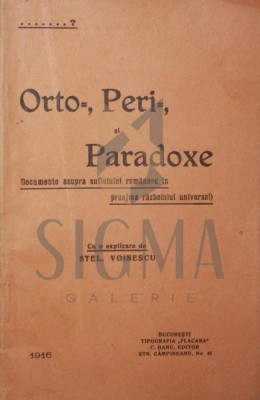 .......?
Orto-, Peri-,
și
Paradoxe
Documente asupra sufletului românesc în
preajma războiului universal)
Cu o explicare de
STEL. VOINESCU
SIGMA
GALERIE
1916
BUCUREȘTI
TIPOGRAFIA „FLACĂRA”
C. BANU, EDITOR
STR. CÂMPINEANU, No. 40